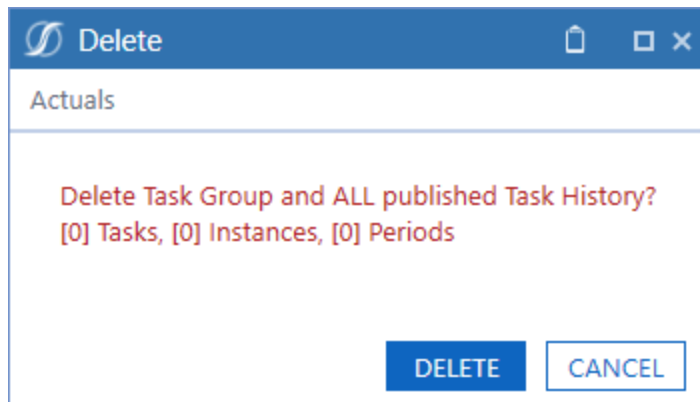 Delete
Actuals
Delete Task Group and ALL published Task History?
[0] Tasks, [0] Instances, [0] Periods
DELETE CANCEL